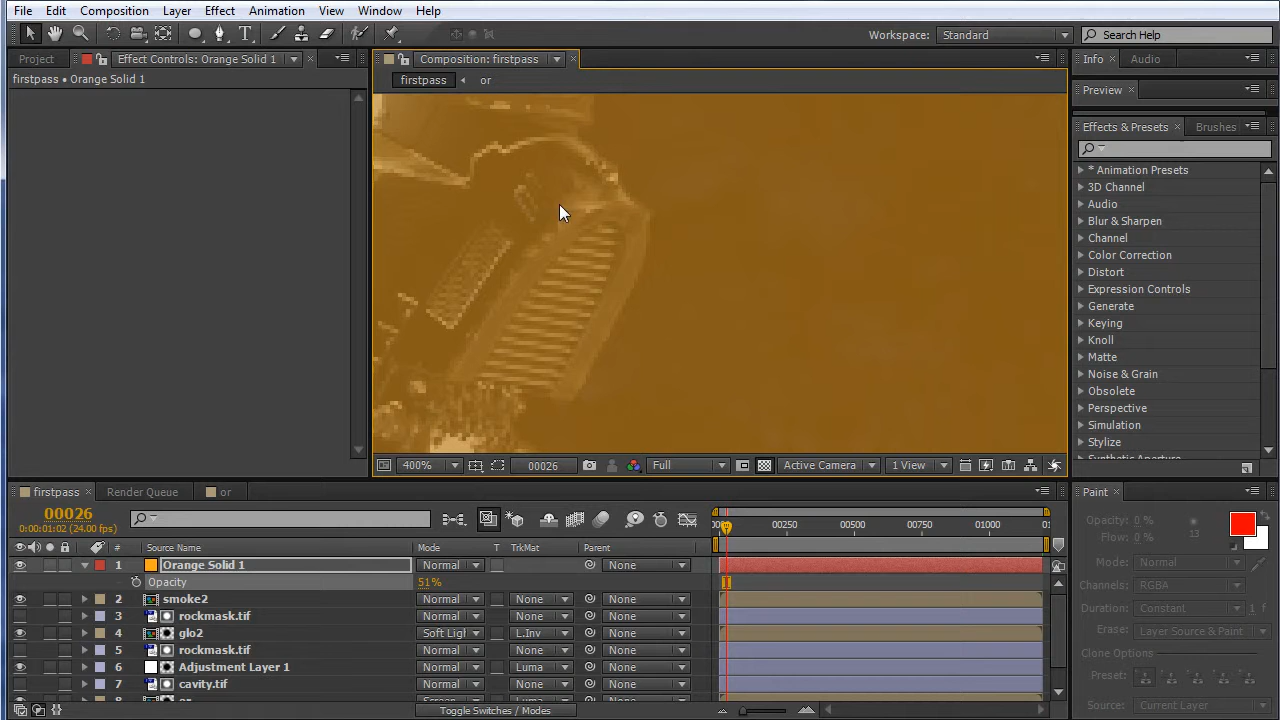 File Edit Composition Layer Effect Animation View Window Help
Workspace: Standard Search Help
Project Effect Controls: Orange Solid 1 Composition: firstpass Info Audio
firstpass • Orange Solid 1 firstpass or
Preview
Effects & Presets Brushes
* Animation Presets
3D Channel
Audio
Blur & Sharpen
Channel
Color Correction
Distort
Expression Controls
Generate
Keying
Knoll
Matte
Noise & Grain
Obsolete
Perspective
Simulation
Stylize
Synthetic Aperture
400% 00026 Full Active Camera 1 View
firstpass Render Queue or Paint
00026
0:00:01:02 (24.00 fps)
00250 00500 00750 01000
Opacity: 0 %
Flow: 0 % 13
# Source Name Mode T TrkMat Parent
Mode: Normal
1 Orange Solid 1 Normal None
Channels: RGBA
Opacity 51%
2 smoke2 Normal None None
Duration: Constant 1 f
3 rockmask.tif Normal None None
4 glo2 Soft Ligl L.Inv None
Erase: Layer Source & Paint
5 rockmask.tif Normal None None
Clone Options
6 Adjustment Layer 1 Normal Luma None
Preset:
7 cavity.tif Normal None None
Toggle Switches / Modes
Source: Current Layer